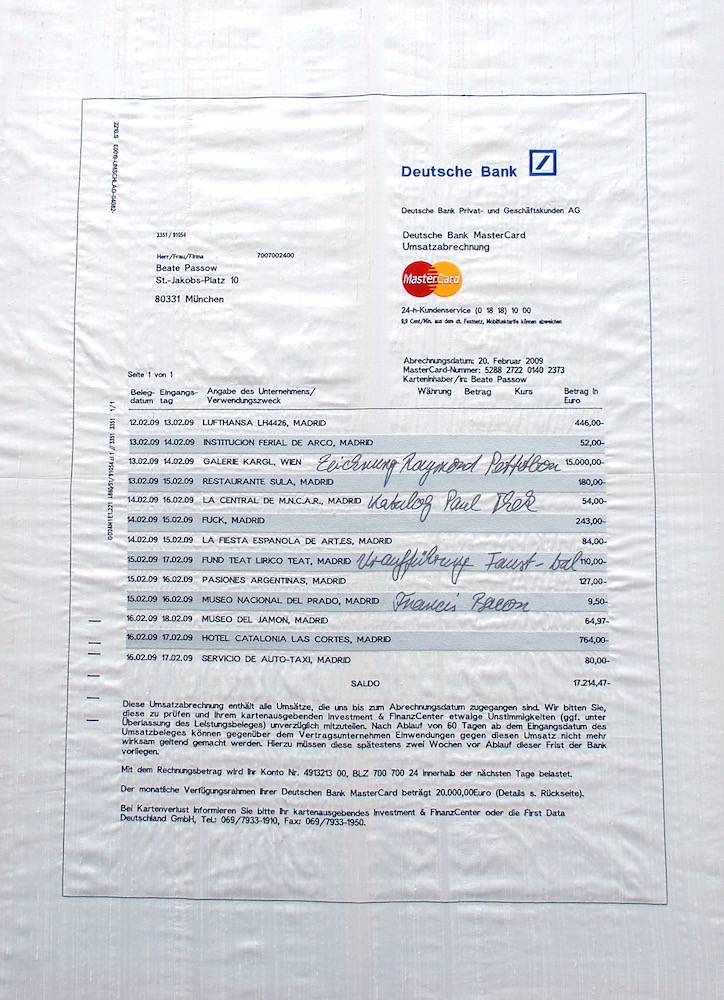 Deutsche Bank
Deutsche Bank Privat- und Geschäftskunden AG
3351 / 91054
Deutsche Bank MasterCard
Umsatzabrechnung
Herr/Frau/Firma 7007002400
Beate Passow
St.-Jakobs-Platz 10
80331 München
MasterCard
24-h-Kundenservice (0 18 18) 10 00
9,9 Cent/Min. aus dem dt. Festnetz, Mobilfunktarife können abweichen
Abrechnungsdatum: 20. Februar 2009
MasterCard-Nummer: 5288 2722 0140 2373
Karteninhaber/in: Beate Passow
Seite 1 von 1
Beleg- Eingangs- Angabe des Unternehmens/ Währung Betrag Kurs Betrag in
datum tag Verwendungszweck Euro
12.02.09 13.02.09 LUFTHANSA LH4426, MADRID 446,00-
13.02.09 14.02.09 INSTITUCION FERIAL DE ARCO, MADRID 52,00-
13.02.09 14.02.09 GALERIE KARGL, WIEN Zeichnung Raymond Pettibon 15.000,00-
13.02.09 15.02.09 RESTAURANTE SULA, MADRID 180,00-
14.02.09 16.02.09 LA CENTRAL DE M.N.C.A.R., MADRID Katalog Paul Thek 54,00-
14.02.09 15.02.09 FUCK, MADRID 243,00-
14.02.09 15.02.09 LA FIESTA ESPANOLA DE ART.ES, MADRID 84,00-
15.02.09 17.02.09 FUND TEAT LIRICO TEAT, MADRID Uraufführung Faust-bal 110,00-
15.02.09 16.02.09 PASIONES ARGENTINAS, MADRID 127,00-
15.02.09 16.02.09 MUSEO NACIONAL DEL PRADO, MADRID Francis Bacon 9,50-
16.02.09 18.02.09 MUSEO DEL JAMON, MADRID 64,97-
16.02.09 17.02.09 HOTEL CATALONIA LAS CORTES, MADRID 764,00-
16.02.09 17.02.09 SERVICIO DE AUTO-TAXI, MADRID 80,00-
SALDO 17.214,47-
Diese Umsatzabrechnung enthält alle Umsätze, die uns bis zum Abrechnungsdatum zugegangen sind. Wir bitten Sie,
diese zu prüfen und Ihrem kartenausgebenden Investment & FinanzCenter etwaige Unstimmigkeiten (ggf. unter
Überlassung des Leistungsbeleges) unverzüglich mitzuteilen. Nach Ablauf von 60 Tagen ab dem Eingangsdatum des
Umsatzbeleges können gegenüber dem Vertragsunternehmen Einwendungen gegen diesen Umsatz nicht mehr
wirksam geltend gemacht werden. Hierzu müssen diese spätestens zwei Wochen vor Ablauf dieser Frist der Bank
vorliegen.
Mit dem Rechnungsbetrag wird Ihr Konto Nr. 4913213 00, BLZ 700 700 24 innerhalb der nächsten Tage belastet.
Der monatliche Verfügungsrahmen Ihrer Deutschen Bank MasterCard beträgt 20.000,00Euro (Details s. Rückseite).
Bei Kartenverlust informieren Sie bitte Ihr kartenausgebendes Investment & FinanzCenter oder die First Data
Deutschland GmbH, Tel.: 069/7933-1910, Fax: 069/7933-1950.